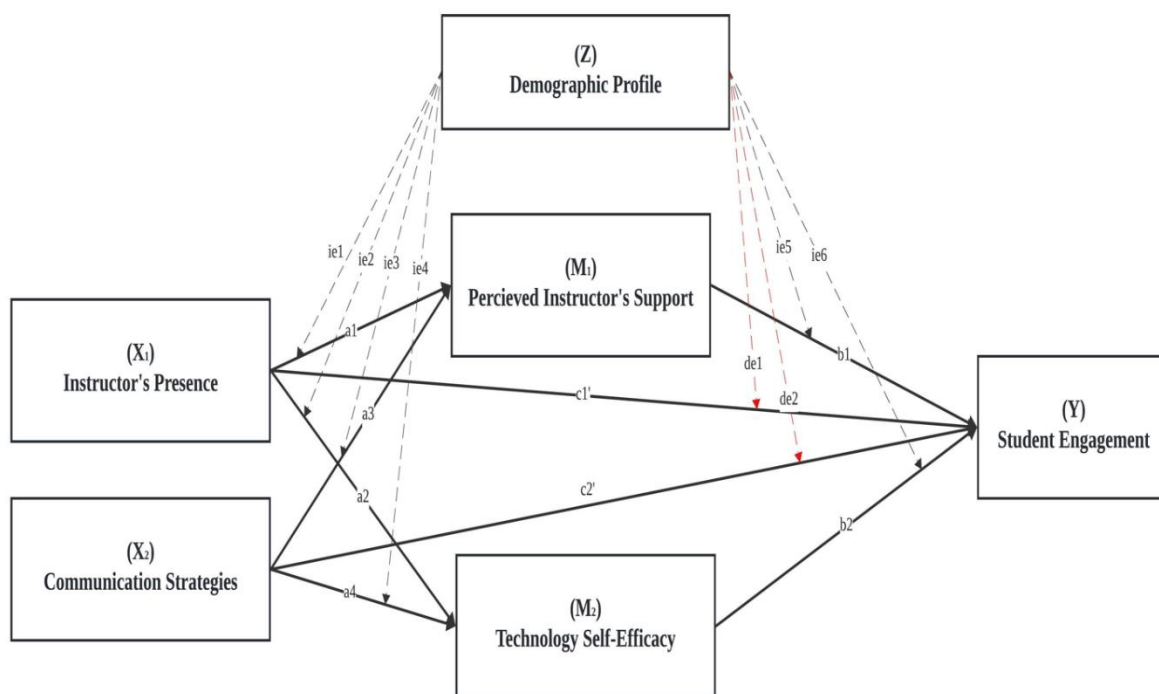 (Z)
Demographic Profile
(M₁)
Percieved Instructor's Support
(X₁)
Instructor's Presence
(Y)
Student Engagement
(X₂)
Communication Strategies
(M₂)
Technology Self-Efficacy
ie1
ie2
ie3
ie4
ie5
ie6
a1
b1
de1
de2
c1'
a3
a2
c2'
b2
a4